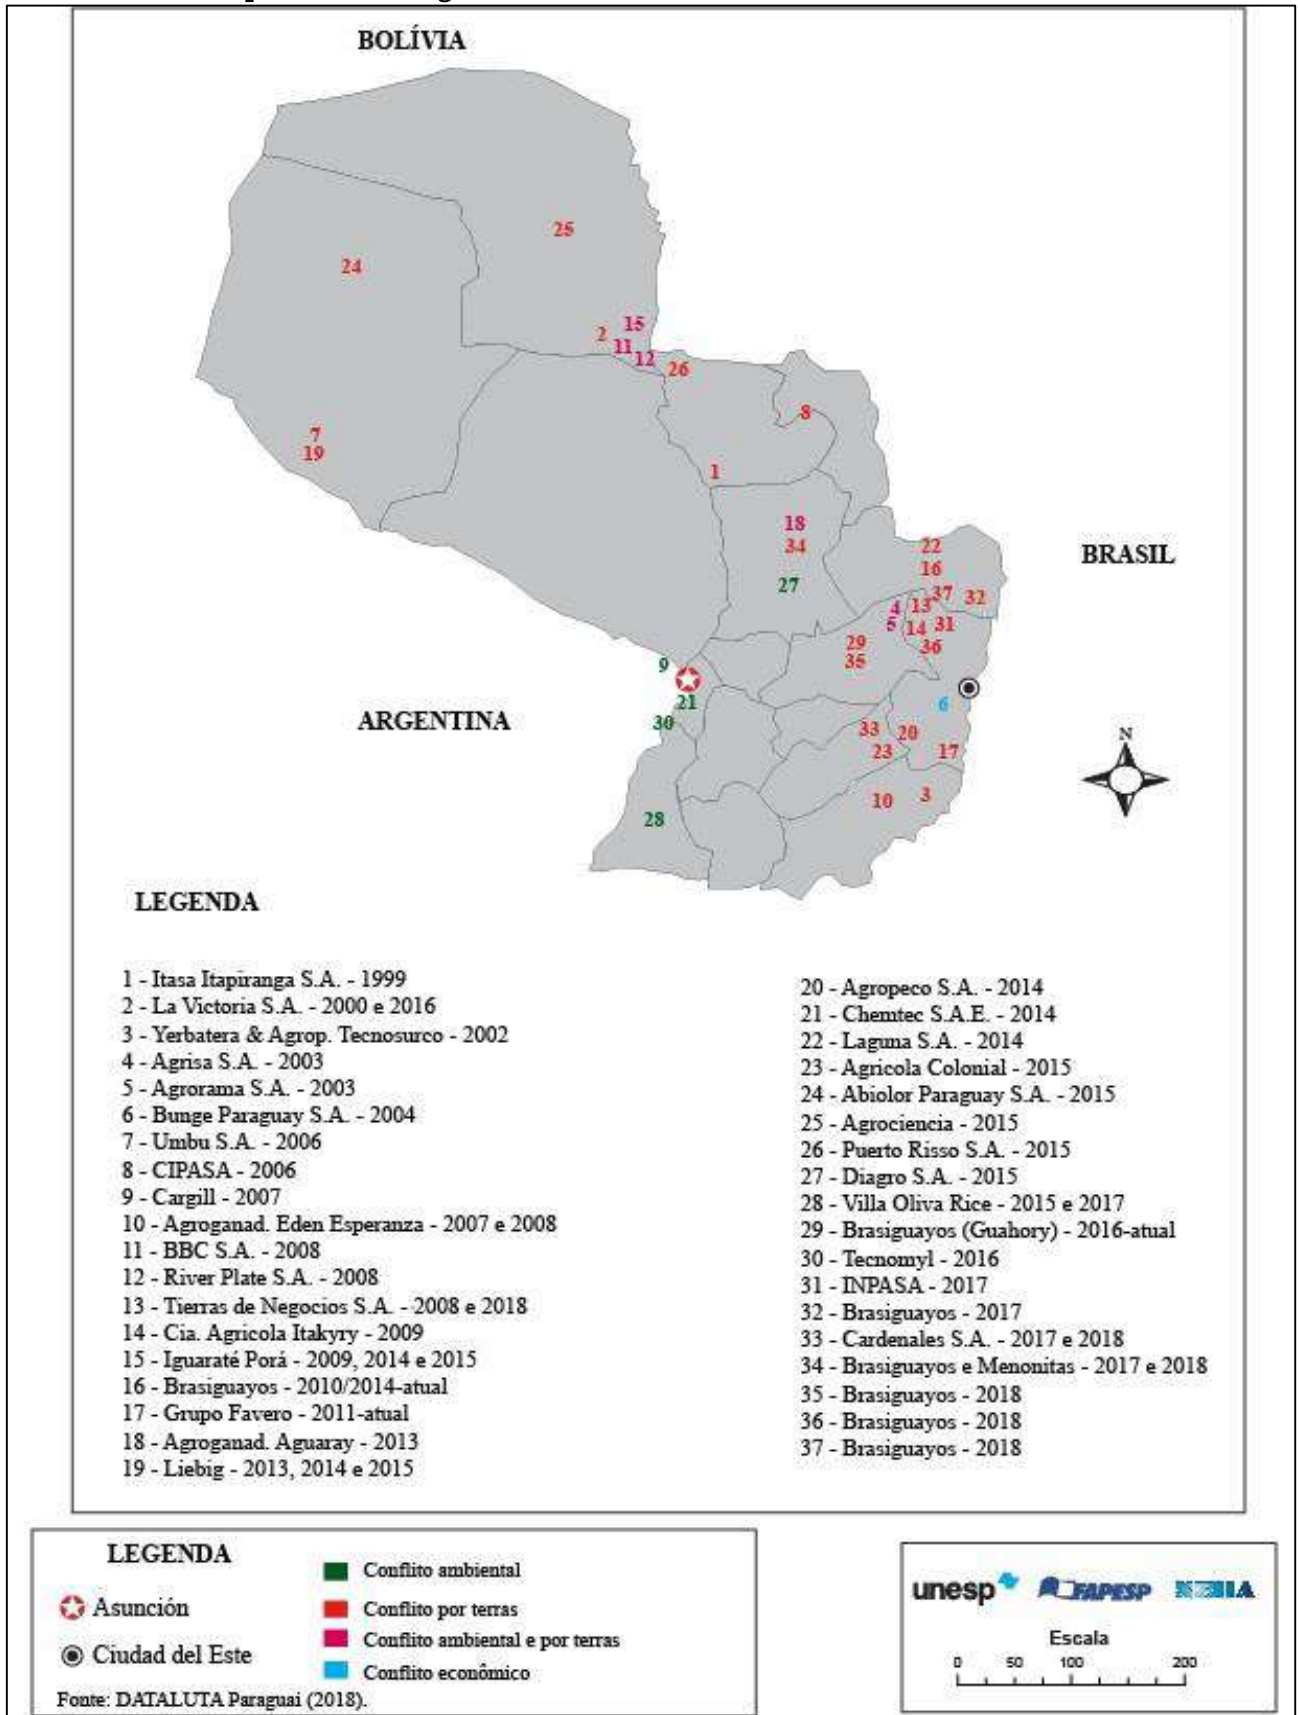 BOLÍVIA
25
24
15
2
11
12
26
8
7
19
1
18
34
27
22
16
37
32
4
13
5
14
31
29
36
35
9
21
30
6
33
20
23
17
10
3
28
BRASIL
ARGENTINA
N
LEGENDA
1 - Itasa Itapiranga S.A. - 1999
2 - La Victoria S.A. - 2000 e 2016
3 - Yerbatera & Agrop. Tecnosurco - 2002
4 - Agrisa S.A. - 2003
5 - Agrorama S.A. - 2003
6 - Bunge Paraguay S.A. - 2004
7 - Umbu S.A. - 2006
8 - CIPASA - 2006
9 - Cargill - 2007
10 - Agroganad. Eden Esperanza - 2007 e 2008
11 - BBC S.A. - 2008
12 - River Plate S.A. - 2008
13 - Tierras de Negocios S.A. - 2008 e 2018
14 - Cia. Agricola Itakyry - 2009
15 - Iguaraté Porá - 2009, 2014 e 2015
16 - Brasiguayos - 2010/2014-atual
17 - Grupo Favero - 2011-atual
18 - Agroganad. Aguaray - 2013
19 - Liebig - 2013, 2014 e 2015
20 - Agropeco S.A. - 2014
21 - Chemtec S.A.E. - 2014
22 - Laguna S.A. - 2014
23 - Agricola Colonial - 2015
24 - Abiolor Paraguay S.A. - 2015
25 - Agrociencia - 2015
26 - Puerto Risso S.A. - 2015
27 - Diagro S.A. - 2015
28 - Villa Oliva Rice - 2015 e 2017
29 - Brasiguayos (Guahory) - 2016-atual
30 - Tecnomyl - 2016
31 - INPASA - 2017
32 - Brasiguayos - 2017
33 - Cardenales S.A. - 2017 e 2018
34 - Brasiguayos e Menonitas - 2017 e 2018
35 - Brasiguayos - 2018
36 - Brasiguayos - 2018
37 - Brasiguayos - 2018
LEGENDA
Asunción
Ciudad del Este
Conflito ambiental
Conflito por terras
Conflito ambiental e por terras
Conflito econômico
Fonte: DATALUTA Paraguai (2018).
unesp FAPESP
Escala
0 50 100 200